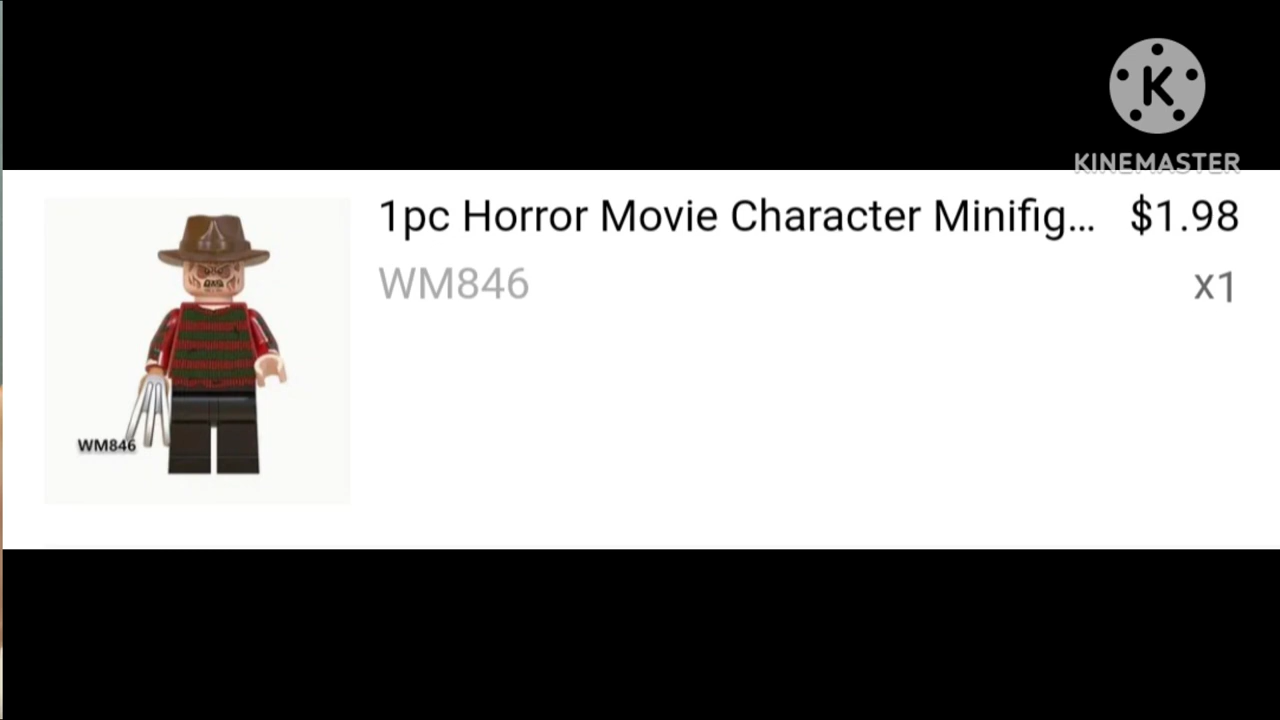 K
KINEMASTER
1pc Horror Movie Character Minifig... $1.98
WM846 x1
WM846